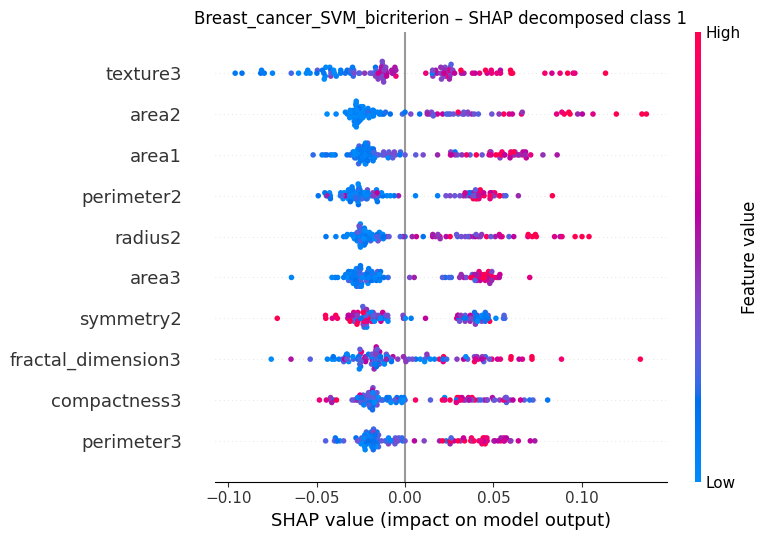 Breast_cancer_SVM_bicriterion – SHAP decomposed class 1
High
texture3
area2
area1
perimeter2
radius2
area3
symmetry2
fractal_dimension3
compactness3
perimeter3
Feature value
Low
−0.10 −0.05 0.00 0.05 0.10
SHAP value (impact on model output)